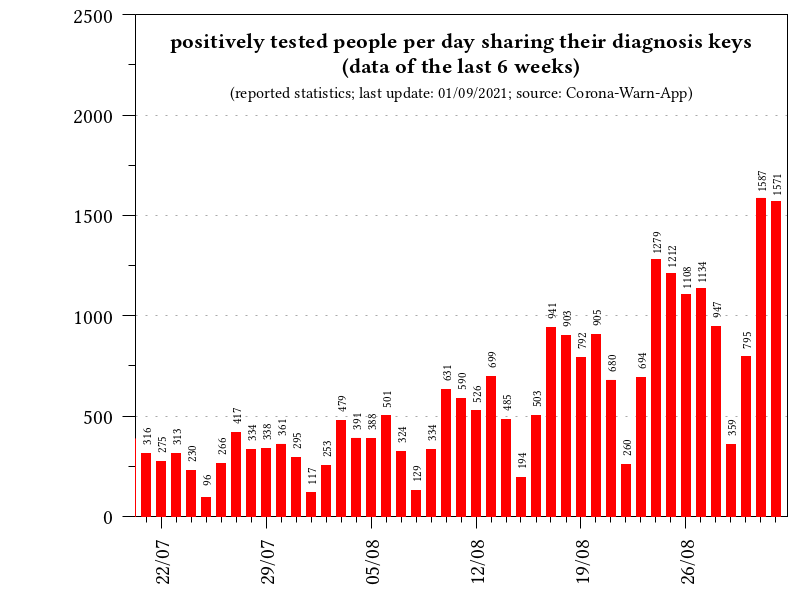 positively tested people per day sharing their diagnosis keys
(data of the last 6 weeks)
(reported statistics; last update: 01/09/2021; source: Corona-Warn-App)
2500
2000
1500
1000
500
0
316 275 313 230 96 266 417 334 338 361 295 117 253 479 391 388 501 324 129 334 631 590 526 699 485 194 503 941 903 792 905 680 260 694 1279 1212 1108 1134 947 359 795 1587 1571
22/07 29/07 05/08 12/08 19/08 26/08